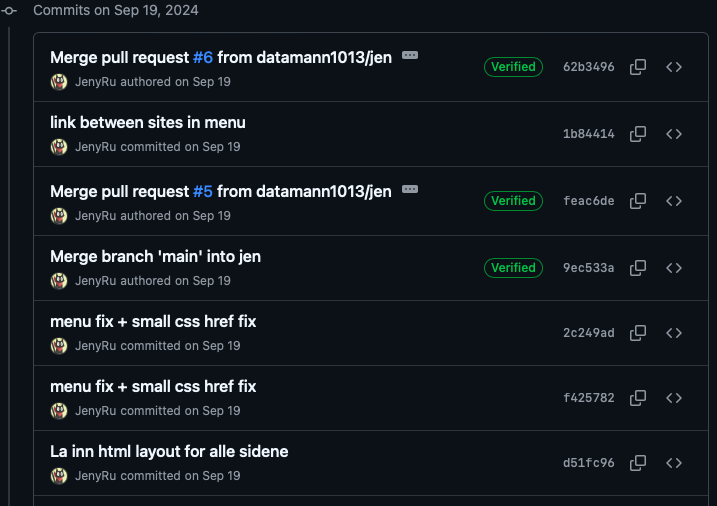 Commits on Sep 19, 2024
Merge pull request #6 from datamann1013/jen ...
JenyRu authored on Sep 19
Verified
62b3496
link between sites in menu
JenyRu committed on Sep 19
1b84414
Merge pull request #5 from datamann1013/jen ...
JenyRu authored on Sep 19
Verified
feac6de
Merge branch 'main' into jen
JenyRu authored on Sep 19
Verified
9ec533a
menu fix + small css href fix
JenyRu committed on Sep 19
2c249ad
menu fix + small css href fix
JenyRu committed on Sep 19
f425782
La inn html layout for alle sidene
JenyRu committed on Sep 19
d51fc96